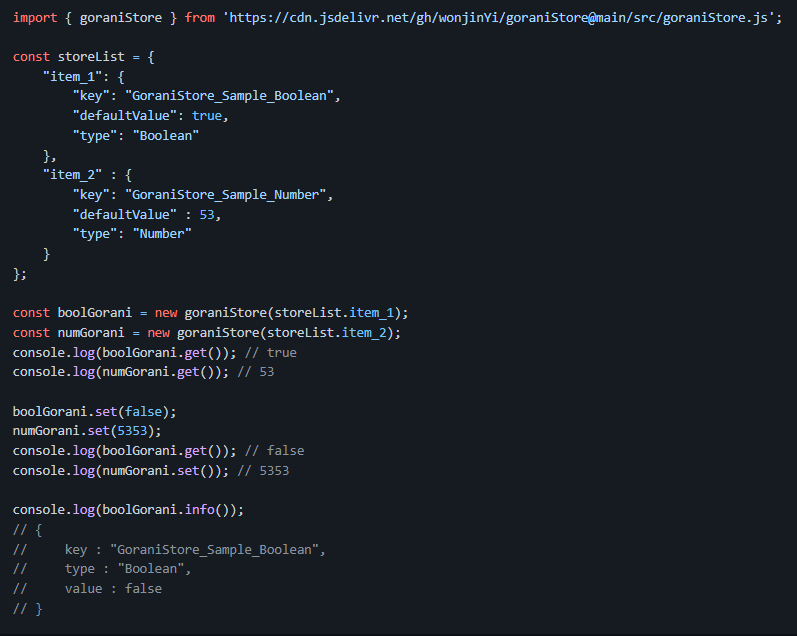 import { goraniStore } from 'https://cdn.jsdelivr.net/gh/wonjinYi/goraniStore@main/src/goraniStore.js';

const storeList = {
    "item_1": {
        "key": "GoraniStore_Sample_Boolean",
        "defaultValue": true,
        "type": "Boolean"
    },
    "item_2" : {
        "key": "GoraniStore_Sample_Number",
        "defaultValue" : 53,
        "type": "Number"
    }
};

const boolGorani = new goraniStore(storeList.item_1);
const numGorani = new goraniStore(storeList.item_2);
console.log(boolGorani.get()); // true
console.log(numGorani.get()); // 53

boolGorani.set(false);
numGorani.set(5353);
console.log(boolGorani.get()); // false
console.log(numGorani.set()); // 5353

console.log(boolGorani.info());
// {
//     key : "GoraniStore_Sample_Boolean",
//     type : "Boolean",
//     value : false
// }